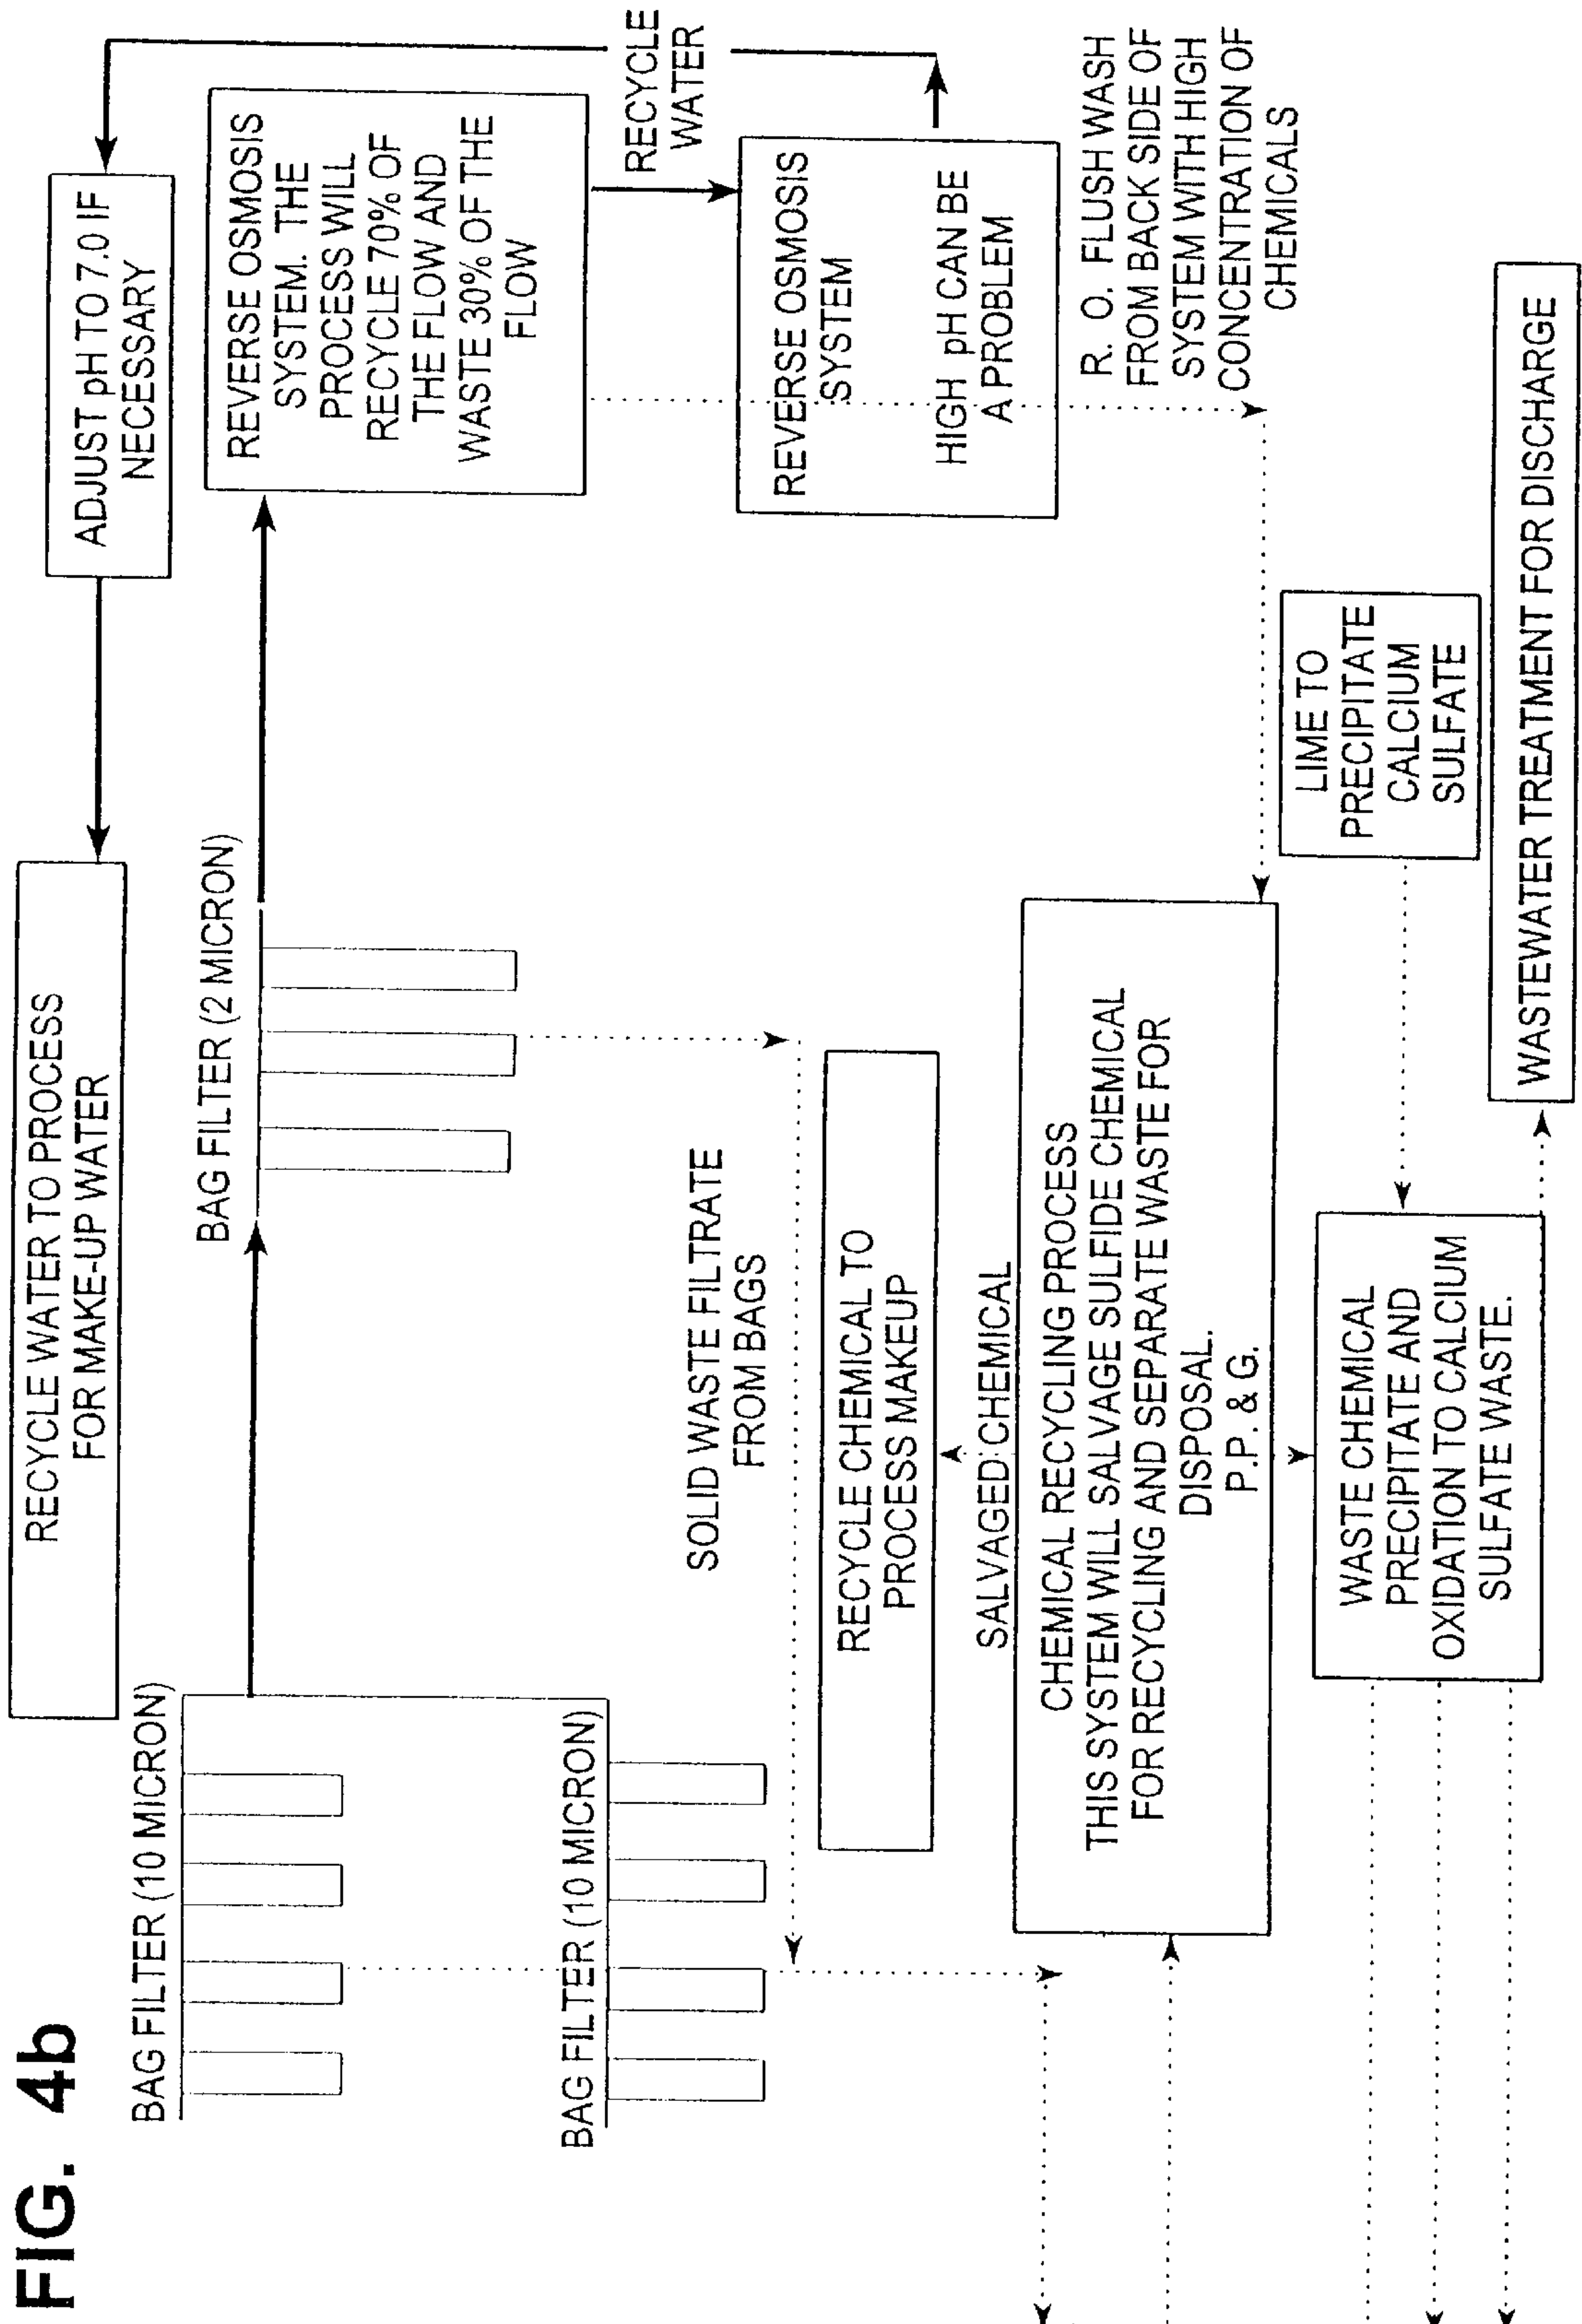 FIG. 4b
RECYCLE WATER TO PROCESS
FOR MAKE-UP WATER
ADJUST pH TO 7.0 IF
NECESSARY
BAG FILTER (10 MICRON)
BAG FILTER (2 MICRON)
REVERSE OSMOSIS
SYSTEM. THE
PROCESS WILL
RECYCLE 70% OF
THE FLOW AND
WASTE 30% OF THE
FLOW
RECYCLE
WATER
BAG FILTER (10 MICRON)
SOLID WASTE FILTRATE
FROM BAGS
REVERSE OSMOSIS
SYSTEM
HIGH pH CAN BE
A PROBLEM
RECYCLE CHEMICAL TO
PROCESS MAKEUP
SALVAGED CHEMICAL
R. O. FLUSH WASH
FROM BACK SIDE OF
SYSTEM WITH HIGH
CONCENTRATION OF
CHEMICALS
CHEMICAL RECYCLING PROCESS
THIS SYSTEM WILL SALVAGE SULFIDE CHEMICAL
FOR RECYCLING AND SEPARATE WASTE FOR
DISPOSAL.
P.P. & G.
LIME TO
PRECIPITATE
CALCIUM
SULFATE
WASTE CHEMICAL
PRECIPITATE AND
OXIDATION TO CALCIUM
SULFATE WASTE.
WASTEWATER TREATMENT FOR DISCHARGE